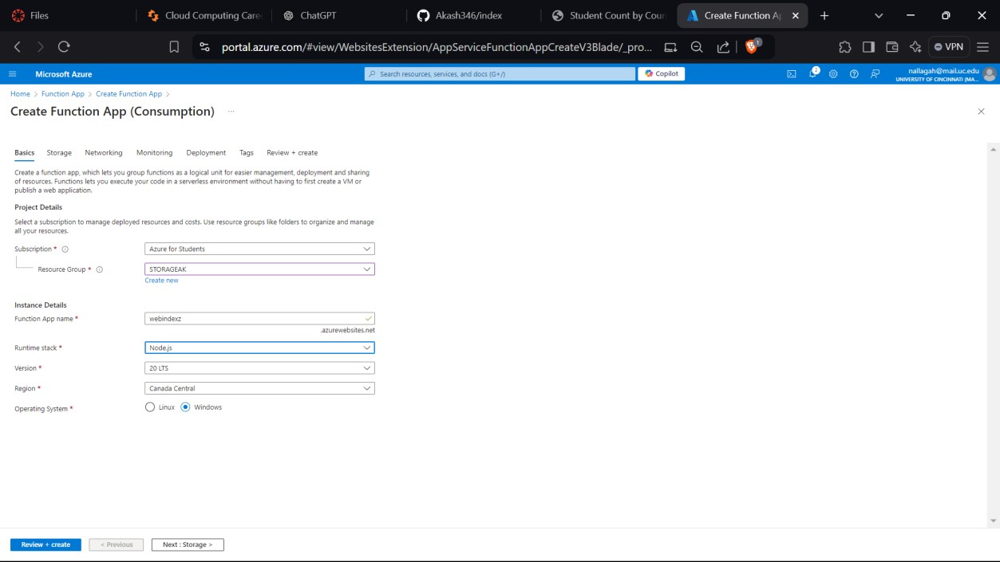 Files
Cloud Computing Care
ChatGPT
Akash346/index
Student Count by Coun
Create Function Ap
portal.azure.com/#view/WebsitesExtension/AppServiceFunctionAppCreateV3Blade/_pro...
1
VPN
Microsoft Azure
Search resources, services, and docs (G+/)
Copilot
2
nallagah@mail.uc.edu
UNIVERSITY OF CINCINNATI (MA...
Home > Function App > Create Function App >
Create Function App (Consumption) ...
Basics Storage Networking Monitoring Deployment Tags Review + create
Create a function app, which lets you group functions as a logical unit for easier management, deployment and sharing
of resources. Functions lets you execute your code in a serverless environment without having to first create a VM or
publish a web application.
Project Details
Select a subscription to manage deployed resources and costs. Use resource groups like folders to organize and manage
all your resources.
Subscription * Azure for Students
Resource Group * STORAGEAK
Create new
Instance Details
Function App name * webindexz
.azurewebsites.net
Runtime stack * Node.js
Version * 20 LTS
Region * Canada Central
Operating System * Linux Windows
Review + create < Previous Next : Storage >